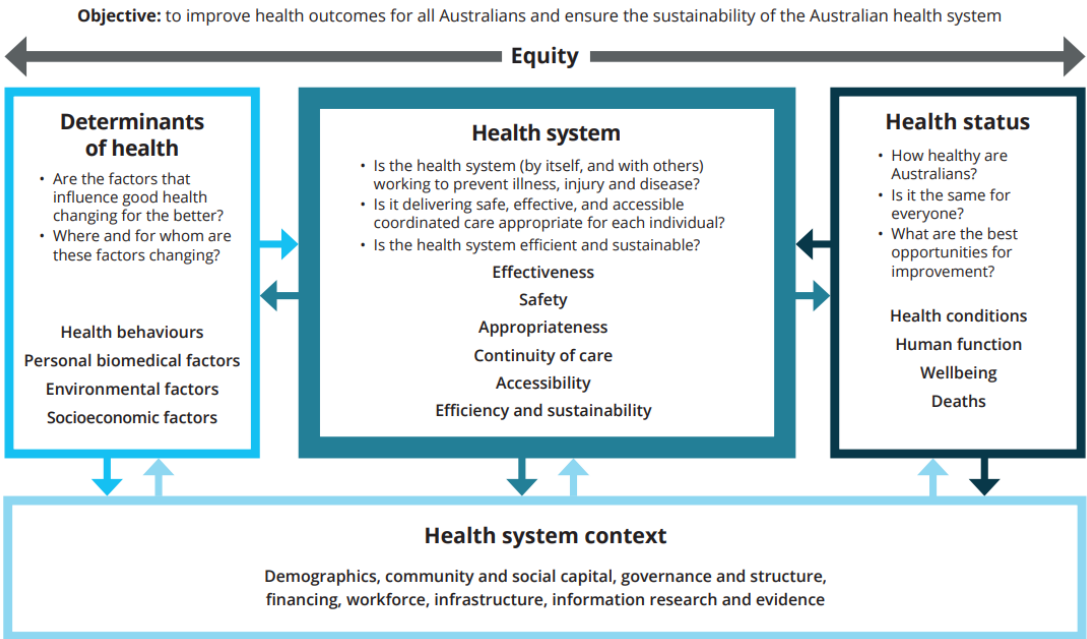 Objective: to improve health outcomes for all Australians and ensure the sustainability of the Australian health system
Equity
Determinants
of health
• Are the factors that
influence good health
changing for the better?
• Where and for whom are
these factors changing?
Health behaviours
Personal biomedical factors
Environmental factors
Socioeconomic factors
Health system
• Is the health system (by itself, and with others)
working to prevent illness, injury and disease?
• Is it delivering safe, effective, and accessible
coordinated care appropriate for each individual?
• Is the health system efficient and sustainable?
Effectiveness
Safety
Appropriateness
Continuity of care
Accessibility
Efficiency and sustainability
Health status
• How healthy are
Australians?
• Is it the same for
everyone?
• What are the best
opportunities for
improvement?
Health conditions
Human function
Wellbeing
Deaths
Health system context
Demographics, community and social capital, governance and structure,
financing, workforce, infrastructure, information research and evidence